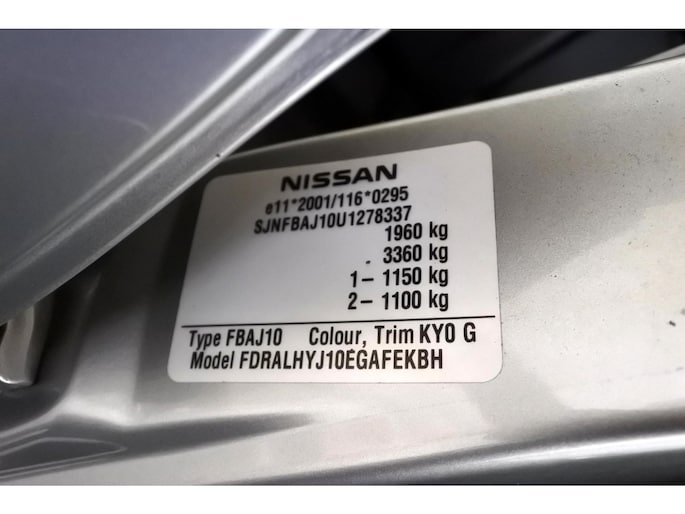 NISSAN
e11*2001/116*0295
SJNFBAJ10U1278337
1960 kg
3360 kg
1– 1150 kg
2– 1100 kg
Type FBAJ10 Colour, Trim KY0 G
Model FDRALHYJ10EGAFEKBH